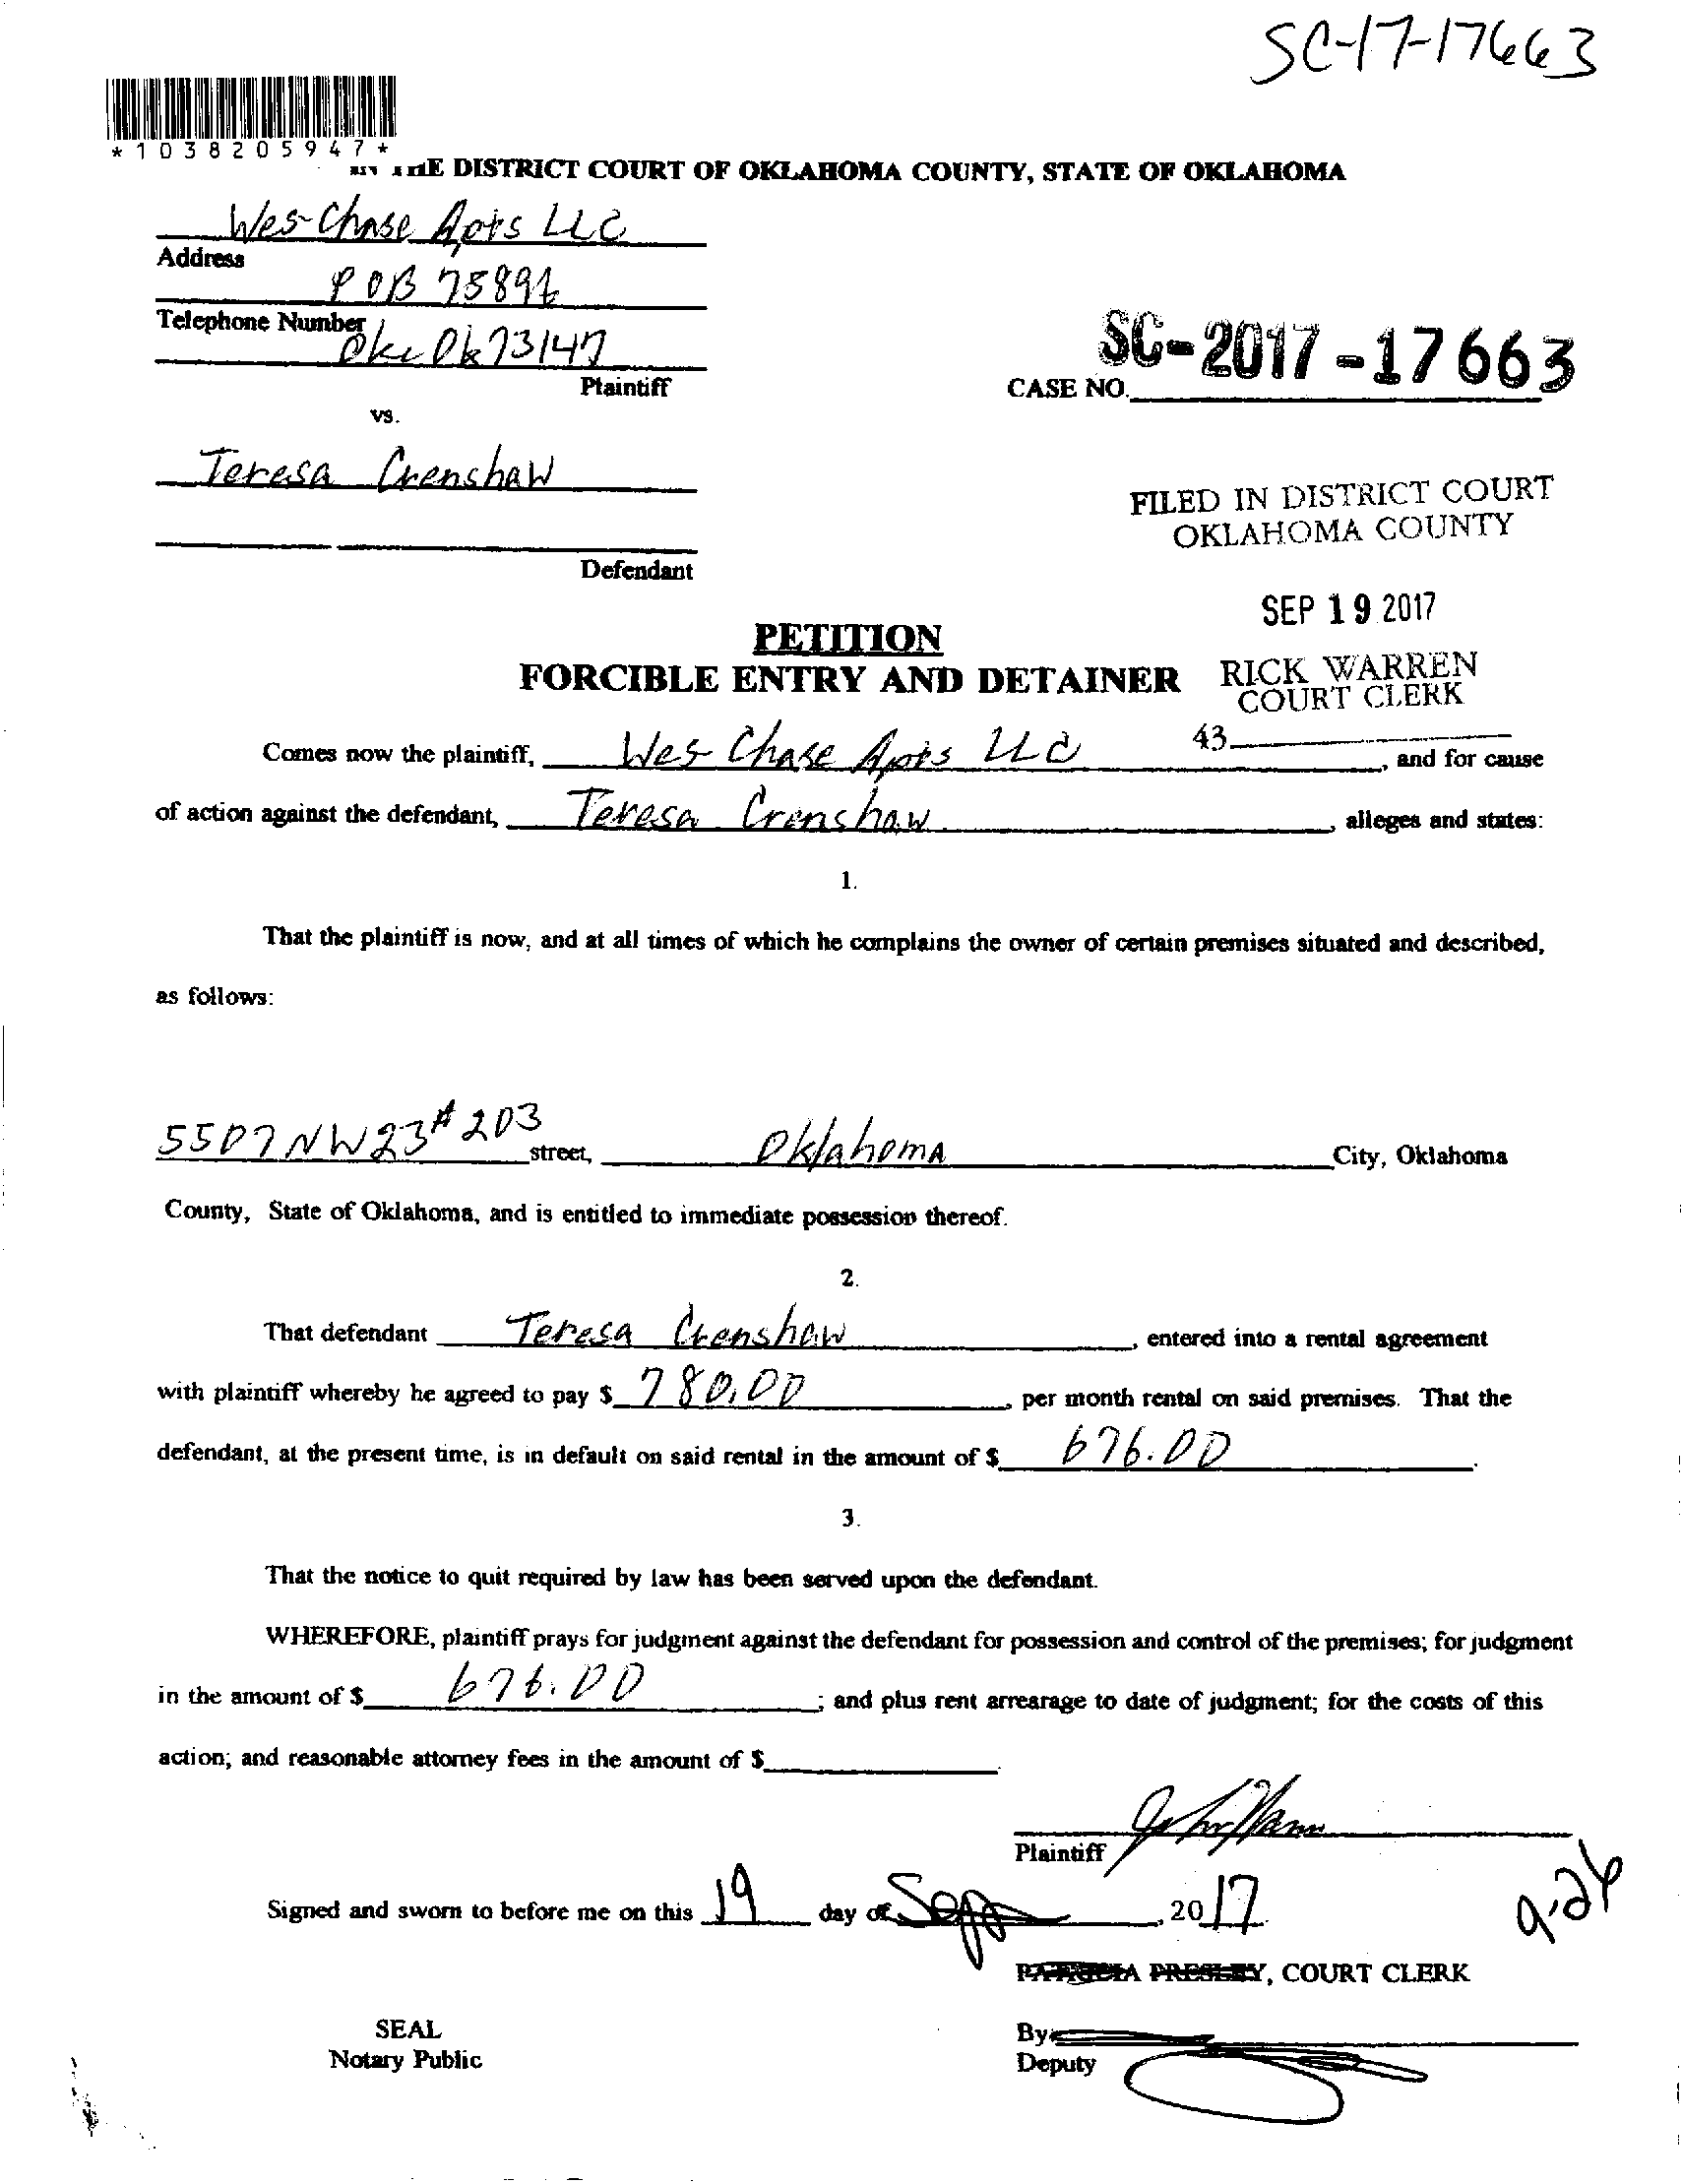 SC-17-17663
*1038205947*
THE DISTRICT COURT OF OKLAHOMA COUNTY, STATE OF OKLAHOMA
Wes Chase Apts LLC
Address
POB 75896
Telephone Number
Okc Ok 73147
Plaintiff
SC-2017-17663
CASE NO.
vs.
Teresa Crenshaw
FILED IN DISTRICT COURT
OKLAHOMA COUNTY
Defendant
SEP 19 2017
PETITION
FORCIBLE ENTRY AND DETAINER
RICK WARREN
COURT CLERK
43
Comes now the plaintiff, Wes Chase Apts LLC, and for cause
of action against the defendant, Teresa Crenshaw, alleges and states:
1.
That the plaintiff is now, and at all times of which he complains the owner of certain premises situated and described,
as follows:
5507 NW 23 # 203 street, Oklahoma City, Oklahoma
County, State of Oklahoma, and is entitled to immediate possession thereof.
2.
That defendant Teresa Crenshaw, entered into a rental agreement
with plaintiff whereby he agreed to pay $ 780.00, per month rental on said premises. That the
defendant, at the present time, is in default on said rental in the amount of $ 676.00.
3.
That the notice to quit required by law has been served upon the defendant.
WHEREFORE, plaintiff prays for judgment against the defendant for possession and control of the premises; for judgment
in the amount of $ 676.00; and plus rent arrearage to date of judgment; for the costs of this
action; and reasonable attorney fees in the amount of $
Plaintiff
Signed and sworn to before me on this 19 day of Sep, 2017
9-26
PATRICIA PRESLEY, COURT CLERK
SEAL
Notary Public
By
Deputy